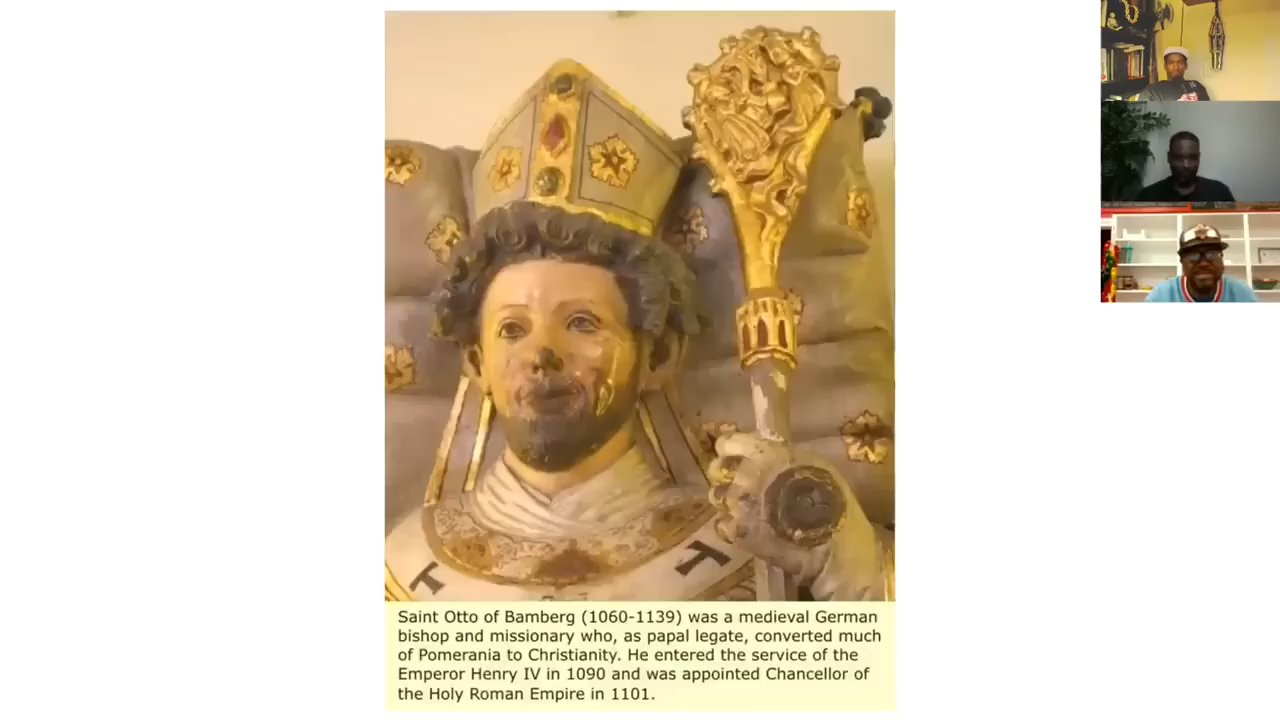 Saint Otto of Bamberg (1060-1139) was a medieval German
bishop and missionary who, as papal legate, converted much
of Pomerania to Christianity. He entered the service of the
Emperor Henry IV in 1090 and was appointed Chancellor of
the Holy Roman Empire in 1101.